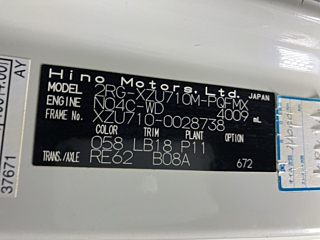 Hino Motors, Ltd. JAPAN
MODEL 2RG-XZU710M-PQFMX
ENGINE N04C-WD 4009 mL
FRAME No. XZU710-0028738
COLOR TRIM PLANT OPTION
058 LB18 P11
TRANS./AXLE RE62 B08A 672
AY
37671